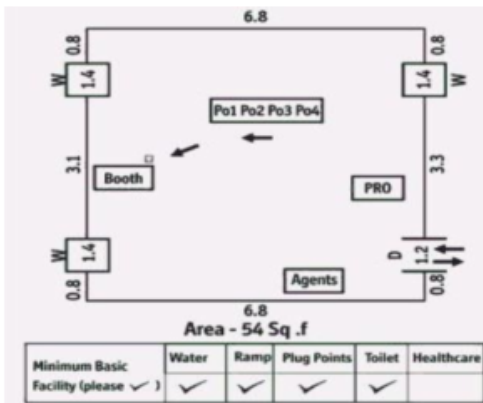 6.8
0.8
0.8
W 1.4
1.4 W
Po1 Po2 Po3 Po4
3.1
3.3
Booth
PRO
W 1.4
D 1.2
Agents
0.8
0.8
6.8
Area - 54 Sq .f
Minimum Basic Facility (please ✓ )
Water
Ramp
Plug Points
Toilet
Healthcare
✓ ✓ ✓ ✓